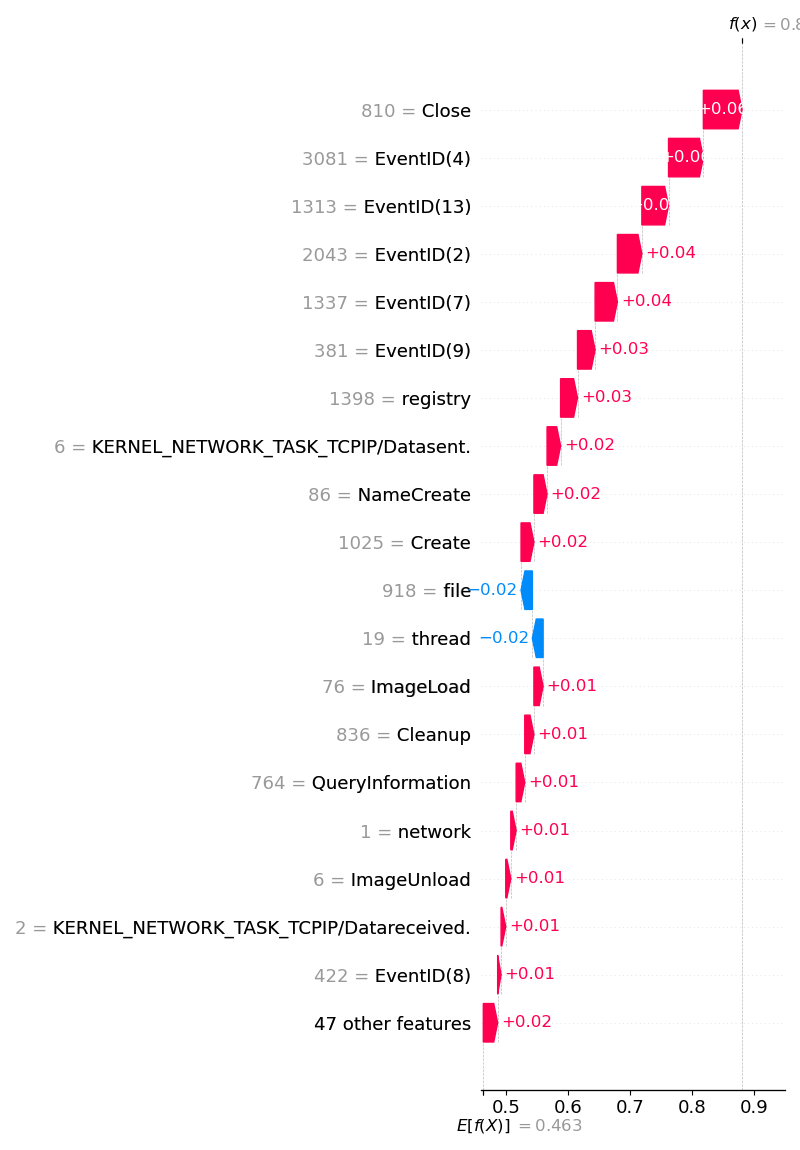 f(x) = 0.8
810 = Close
+0.06
3081 = EventID(4)
+0.06
1313 = EventID(13)
2043 = EventID(2)
+0.04
1337 = EventID(7)
+0.04
381 = EventID(9)
+0.03
1398 = registry
+0.03
6 = KERNEL_NETWORK_TASK_TCPIP/Datasent.
+0.02
86 = NameCreate
+0.02
1025 = Create
+0.02
918 = file
−0.02
19 = thread
−0.02
76 = ImageLoad
+0.01
836 = Cleanup
+0.01
764 = QueryInformation
+0.01
1 = network
+0.01
6 = ImageUnload
+0.01
2 = KERNEL_NETWORK_TASK_TCPIP/Datareceived.
+0.01
422 = EventID(8)
+0.01
47 other features
+0.02
0.5 0.6 0.7 0.8 0.9
E[f(X)] = 0.463